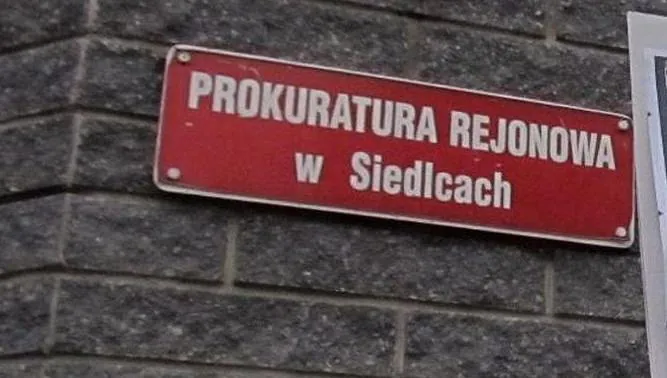 PROKURATURA REJONOWA
w Siedlcach